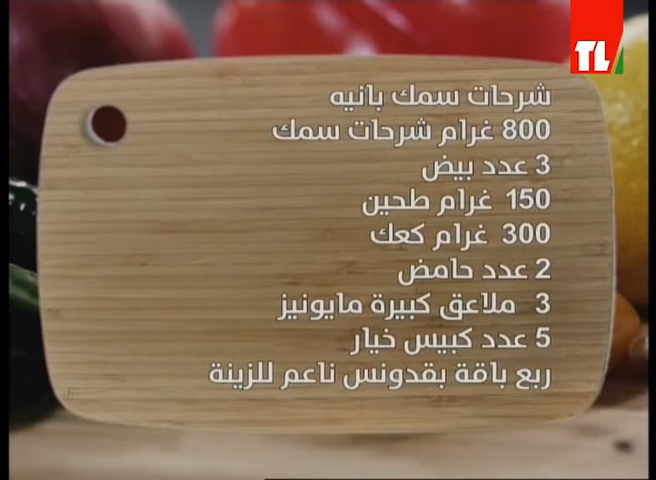 TL
شرحات سمك بانيه
800 غرام شرحات سمك
3 عدد بيض
150 غرام طحين
300 غرام كعك
2 عدد حامض
3 ملاعق كبيرة مايونيز
5 عدد كبيس خيار
ربع باقة بقدونس ناعم للزينة